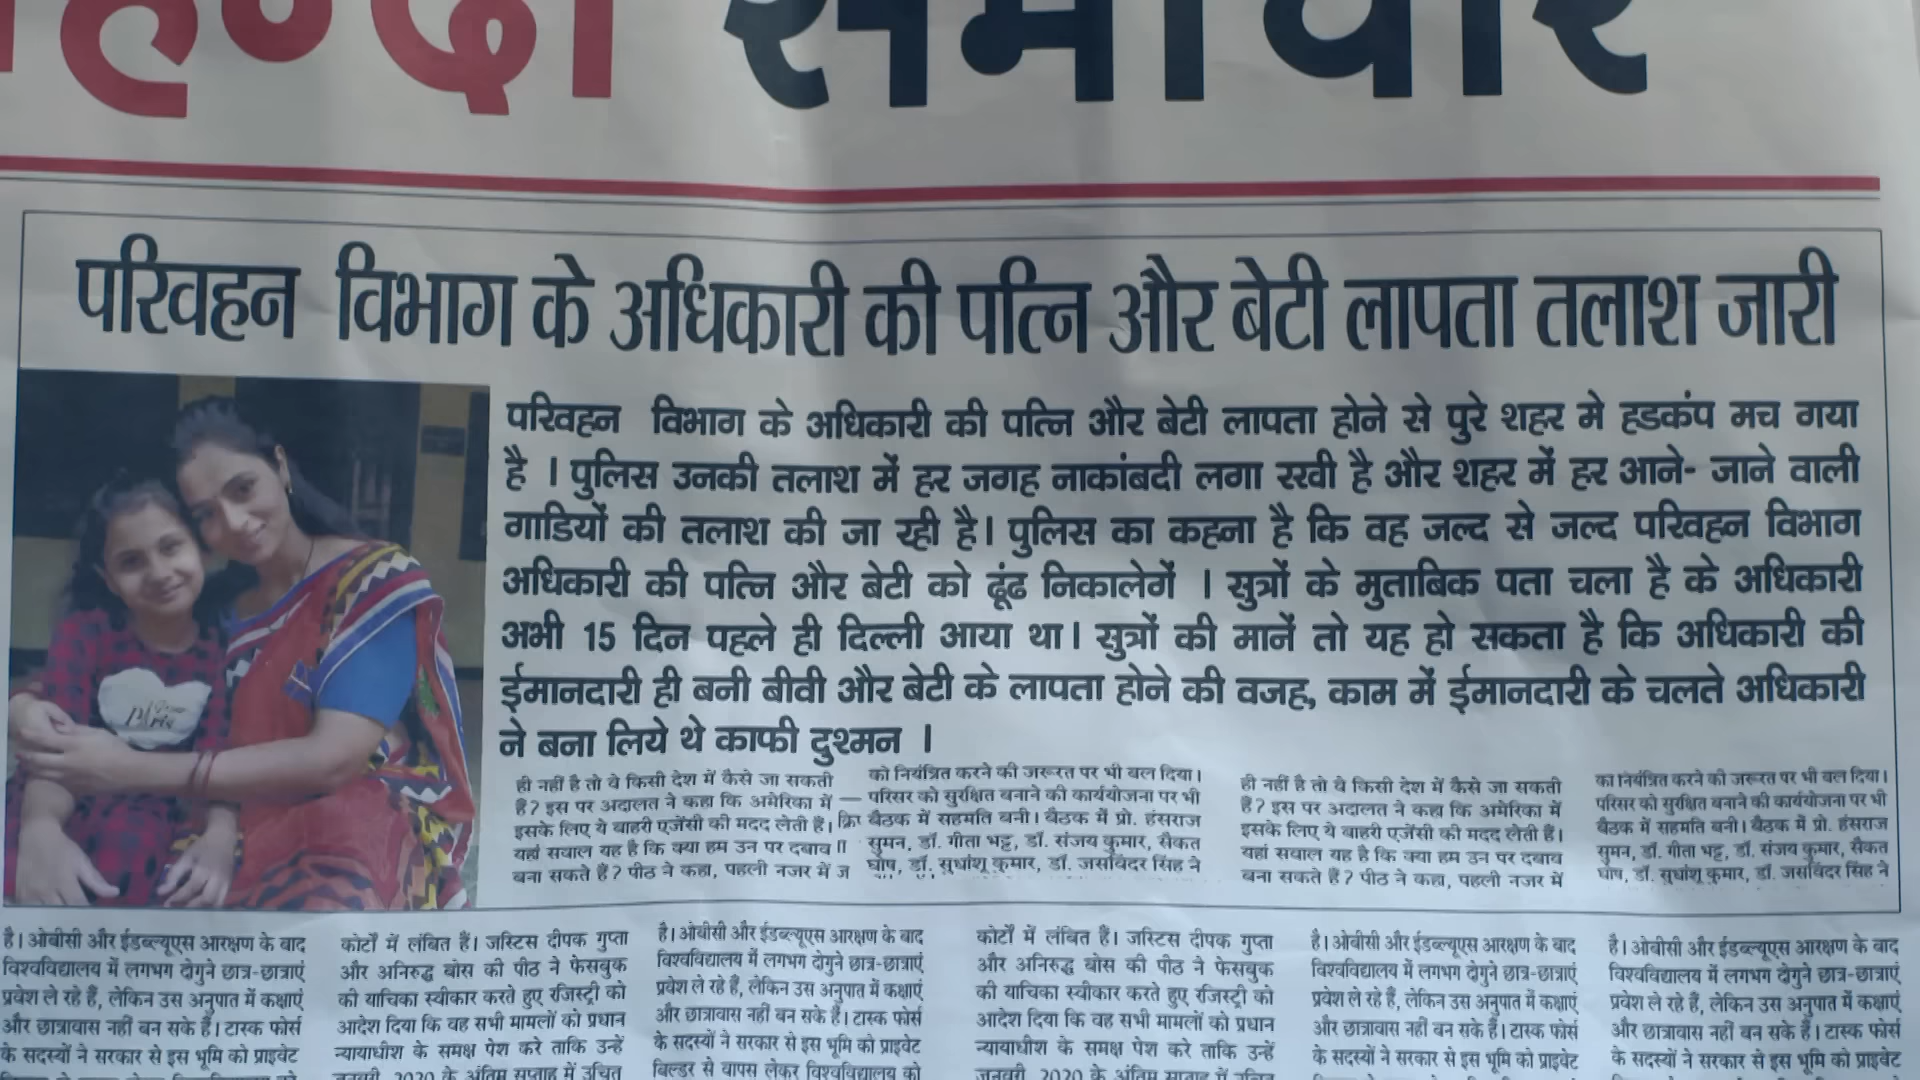 हिन्दी समाचार
परिवहन विभाग के अधिकारी की पत्नि और बेटी लापता तलाश जारी
परिवहन विभाग के अधिकारी की पत्नि और बेटी लापता होने से पुरे शहर मे हडकंप मच गया
है । पुलिस उनकी तलाश में हर जगह नाकांबदी लगा रखी है और शहर में हर आने- जाने वाली
गाडियों की तलाश की जा रही है। पुलिस का कहना है कि वह जल्द से जल्द परिवहन विभाग
अधिकारी की पत्नि और बेटी को ढूंढ निकालेगें । सुत्रों के मुताबिक पता चला है के अधिकारी
अभी 15 दिन पहले ही दिल्ली आया था। सुत्रों की मानें तो यह हो सकता है कि अधिकारी की
ईमानदारी ही बनी बीवी और बेटी के लापता होने की वजह, काम में ईमानदारी के चलते अधिकारी
ने बना लिये थे काफी दुश्मन ।
ही नहीं है तो वे किसी देश में कैसे जा सकती
हैं? इस पर अदालत ने कहा कि अमेरिका में
इसके लिए ये बाहरी एजेंसी की मदद लेती हैं।
यहां सवाल यह है कि क्या हम उन पर दबाव
बना सकते हैं? पीठ ने कहा, पहली नजर में ज
को नियंत्रित करने की जरूरत पर भी बल दिया।
परिसर को सुरक्षित बनाने की कार्ययोजना पर भी
बैठक में सहमति बनी। बैठक में प्रो. हंसराज
सुमन, डॉ. गीता भट्ट, डॉ. संजय कुमार, सैकत
घोष, डॉ. सुधांशू कुमार, डॉ. जसविंदर सिंह ने
ही नहीं है तो वे किसी देश में कैसे जा सकती
हैं? इस पर अदालत ने कहा कि अमेरिका में
इसके लिए ये बाहरी एजेंसी की मदद लेती हैं।
यहां सवाल यह है कि क्या हम उन पर दबाव
बना सकते हैं? पीठ ने कहा, पहली नजर में
को नियंत्रित करने की जरूरत पर भी बल दिया।
परिसर को सुरक्षित बनाने की कार्ययोजना पर भी
बैठक में सहमति बनी। बैठक में प्रो. हंसराज
सुमन, डॉ. गीता भट्ट, डॉ. संजय कुमार, सैकत
घोष, डॉ. सुधांशू कुमार, डॉ. जसविंदर सिंह ने
है। ओबीसी और ईडब्ल्यूएस आरक्षण के बाद
विश्वविद्यालय में लगभग दोगुने छात्र-छात्राएं
प्रवेश ले रहे हैं, लेकिन उस अनुपात में कक्षाएं
और छात्रावास नहीं बन सके हैं। टास्क फोर्स
के सदस्यों ने सरकार से इस भूमि को प्राइवेट
कोर्टों में लंबित हैं। जस्टिस दीपक गुप्ता
और अनिरुद्ध बोस की पीठ ने फेसबुक
की याचिका स्वीकार करते हुए रजिस्ट्री को
आदेश दिया कि वह सभी मामलों को प्रधान
न्यायाधीश के समक्ष पेश करे ताकि उन्हें
जनवरी, 2020 के अंतिम सप्ताह में उचित
है। ओबीसी और ईडब्ल्यूएस आरक्षण के बाद
विश्वविद्यालय में लगभग दोगुने छात्र-छात्राएं
प्रवेश ले रहे हैं, लेकिन उस अनुपात में कक्षाएं
और छात्रावास नहीं बन सके हैं। टास्क फोर्स
के सदस्यों ने सरकार से इस भूमि को प्राइवेट
बिल्डर से वापस लेकर विश्वविद्यालय को
कोर्टों में लंबित हैं। जस्टिस दीपक गुप्ता
और अनिरुद्ध बोस की पीठ ने फेसबुक
की याचिका स्वीकार करते हुए रजिस्ट्री को
आदेश दिया कि वह सभी मामलों को प्रधान
न्यायाधीश के समक्ष पेश करे ताकि उन्हें
जनवरी, 2020 के अंतिम सप्ताह में उचित
है। ओबीसी और ईडब्ल्यूएस आरक्षण के बाद
विश्वविद्यालय में लगभग दोगुने छात्र-छात्राएं
प्रवेश ले रहे हैं, लेकिन उस अनुपात में कक्षाएं
और छात्रावास नहीं बन सके हैं। टास्क फोर्स
के सदस्यों ने सरकार से इस भूमि को प्राइवेट
है। ओबीसी और ईडब्ल्यूएस आरक्षण के बाद
विश्वविद्यालय में लगभग दोगुने छात्र-छात्राएं
प्रवेश ले रहे हैं, लेकिन उस अनुपात में कक्षाएं
और छात्रावास नहीं बन सके हैं। टास्क फोर्स
के सदस्यों ने सरकार से इस भूमि को प्राइवेट